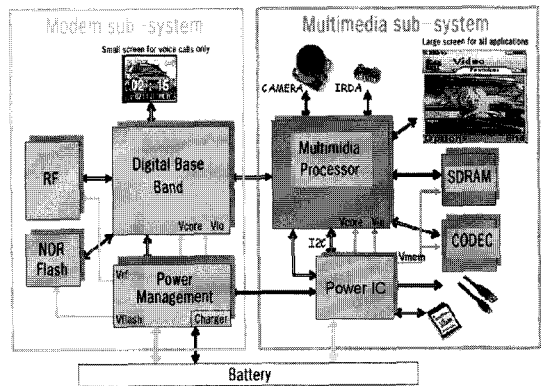 Modem sub-system
Multimedia sub-system
Small screen for voice calls only
Large screen for all applications
Video
CAMERA
IRDA
Digital Base
Band
Multimidia
Processor
RF
SDRAM
NOR
Flash
Vcore
Vio
I2C
Vcore
Vio
Vmem
CODEC
Vrf
Power
Management
Power IC
Vflash
Charger
Battery